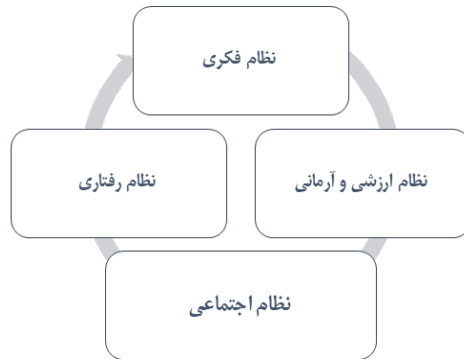 نظام فکری
نظام ارزشی و آرمانی
نظام رفتاری
نظام اجتماعی